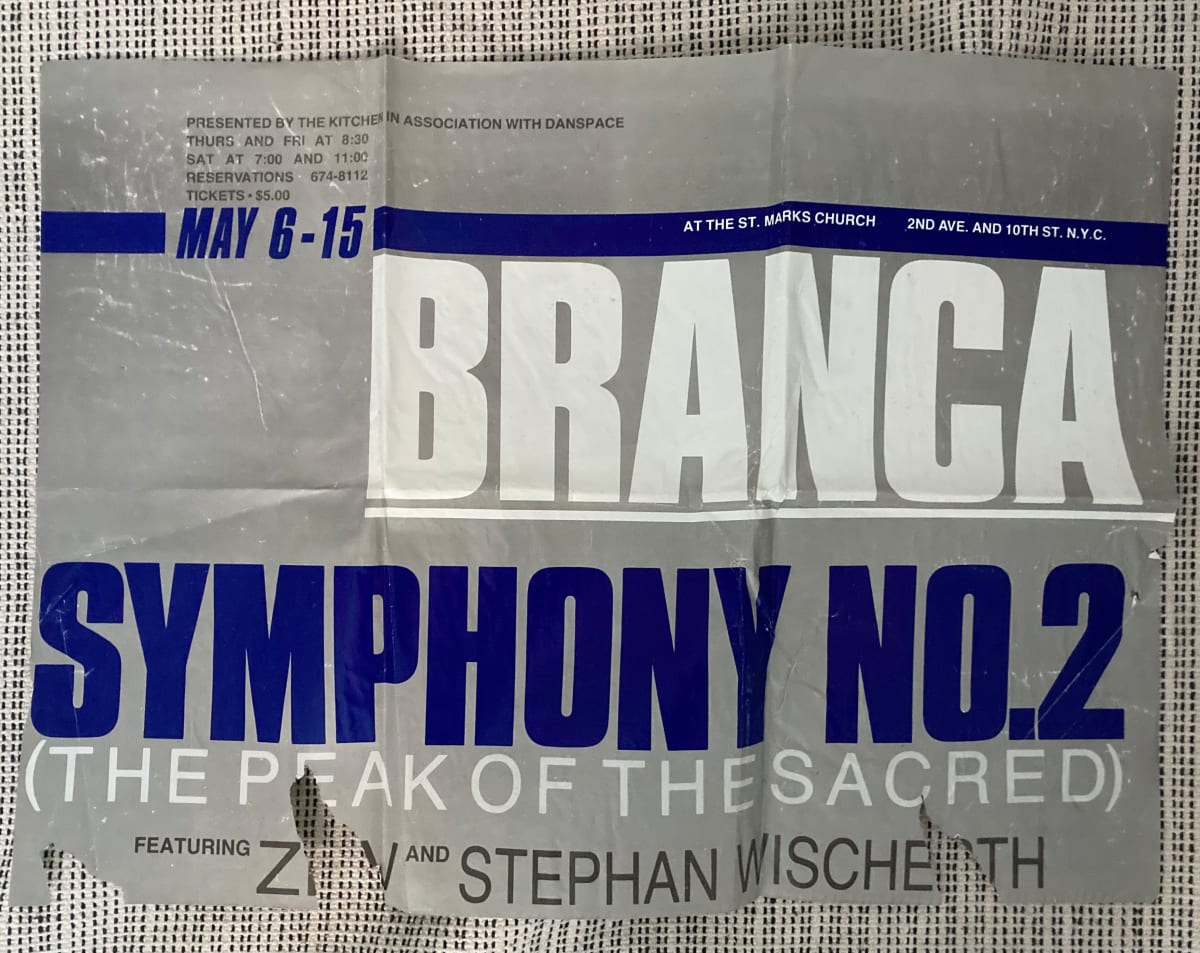 PRESENTED BY THE KITCHEN IN ASSOCIATION WITH DANSPACE
THURS AND FRI AT 8:30
SAT AT 7:00 AND 11:00
RESERVATIONS 674-8112
TICKETS • $5.00
MAY 6-15
AT THE ST. MARKS CHURCH 2ND AVE. AND 10TH ST. N.Y.C.
BRANCA
SYMPHONY NO.2
(THE PEAK OF THE SACRED)
FEATURING AND STEPHAN WISCHERTH